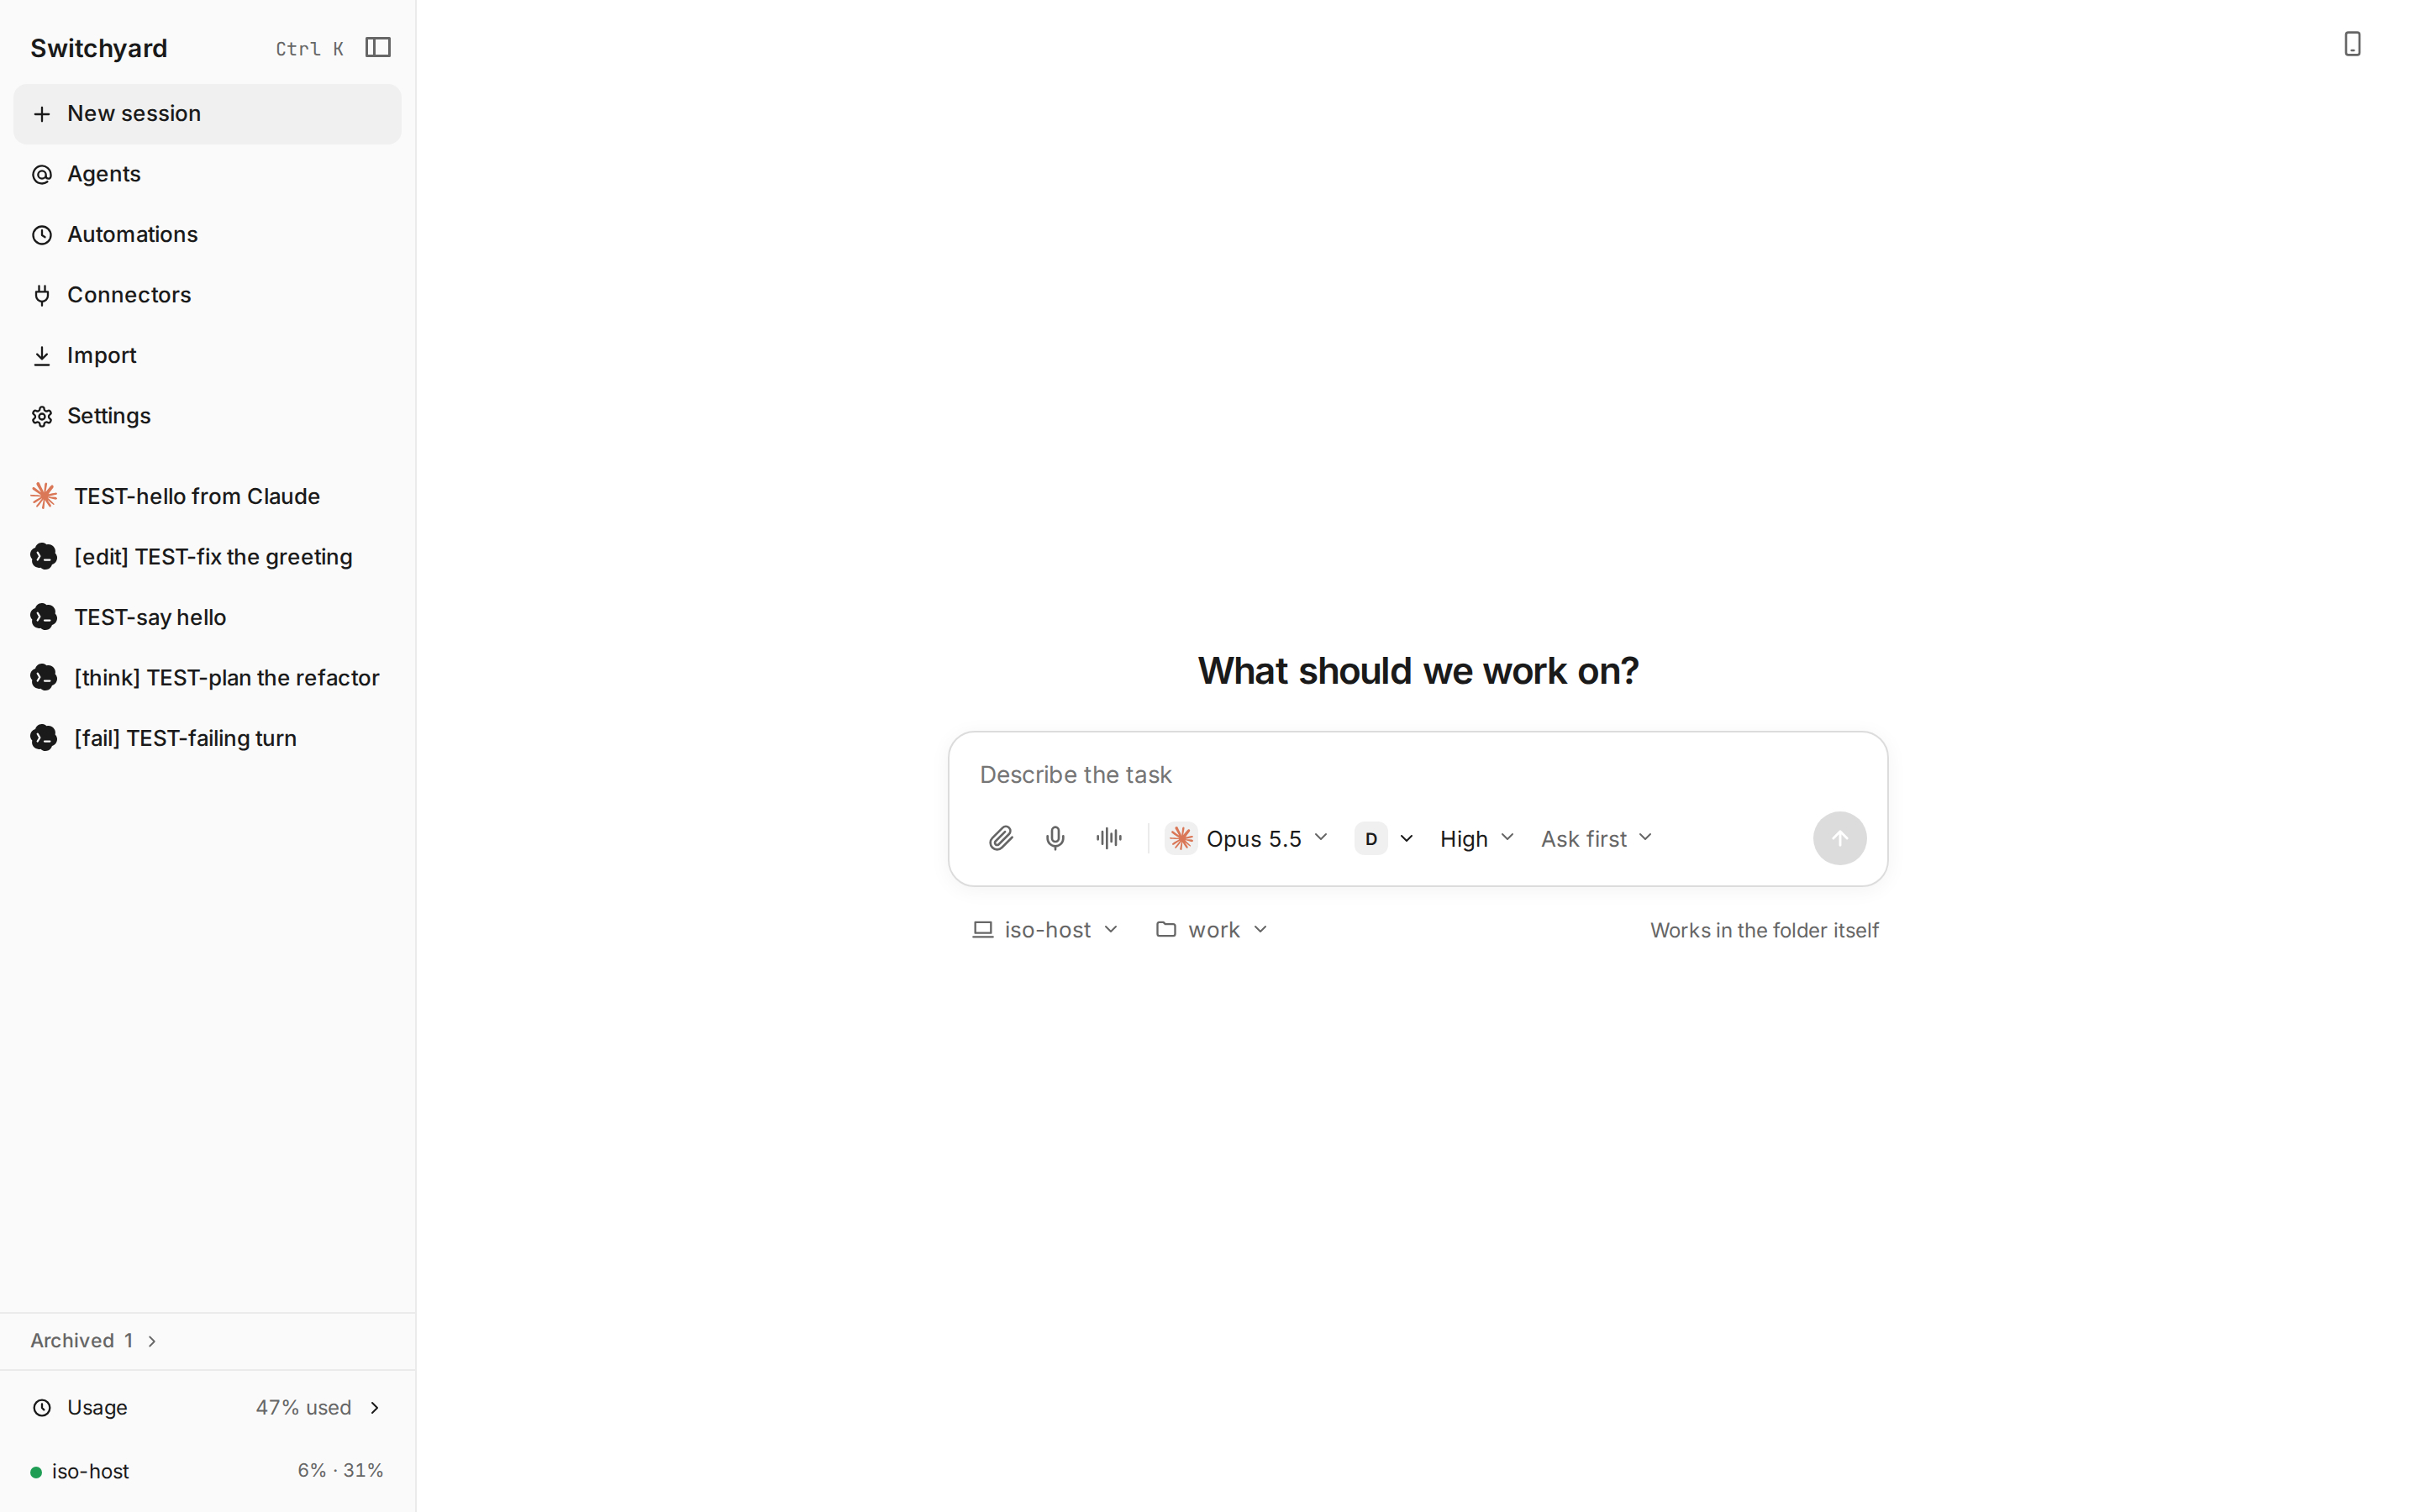 Switchyard Ctrl K
New session
Agents
Automations
Connectors
Import
Settings
TEST-hello from Claude
[edit] TEST-fix the greeting
TEST-say hello
[think] TEST-plan the refactor
[fail] TEST-failing turn
Archived 1
Usage 47% used
iso-host 6% · 31%
What should we work on?
Describe the task
Opus 5.5 D High Ask first
iso-host work Works in the folder itself